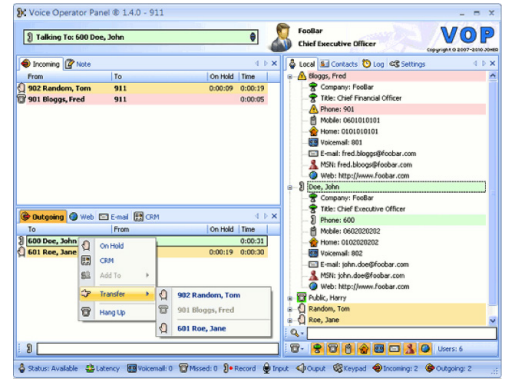 Voice Operator Panel ® 1.4.0 - 911
Talking To: 600 Doe, John
FooBar
Chief Executive Officer
VOP
Copyright © 2007-2010 JOHER
Incoming Note
From To On Hold Time
902 Random, Tom 911 0:00:09 0:00:19
901 Bloggs, Fred 911 0:00:05
Outgoing Web E-mail CRM
To From On Hold Time
600 Doe, John 0:00:31
601 Roe, Jane 0:00:19 0:00:30
On Hold
CRM
Add To
Transfer
Hang Up
902 Random, Tom
901 Bloggs, Fred
601 Roe, Jane
Local Contacts Log Settings
Bloggs, Fred
Company: FooBar
Title: Chief Financial Officer
Phone: 901
Mobile: 0601010101
Home: 0101010101
Voicemail: 801
E-mail: fred.bloggs@foobar.com
MSN: fred.bloogs@foobar.com
Web: http://www.foobar.com
Doe, John
Company: FooBar
Title: Chief Executive Officer
Phone: 600
Mobile: 0602020202
Home: 0102020202
Voicemail: 802
E-mail: john.doe@foobar.com
MSN: john.doe@foobar.com
Web: http://www.foobar.com
Public, Harry
Random, Tom
Roe, Jane
Users: 6
Status: Available Latency Voicemail: 0 Missed: 0 Record Input Ouput Keypad Incoming: 2 Outgoing: 2